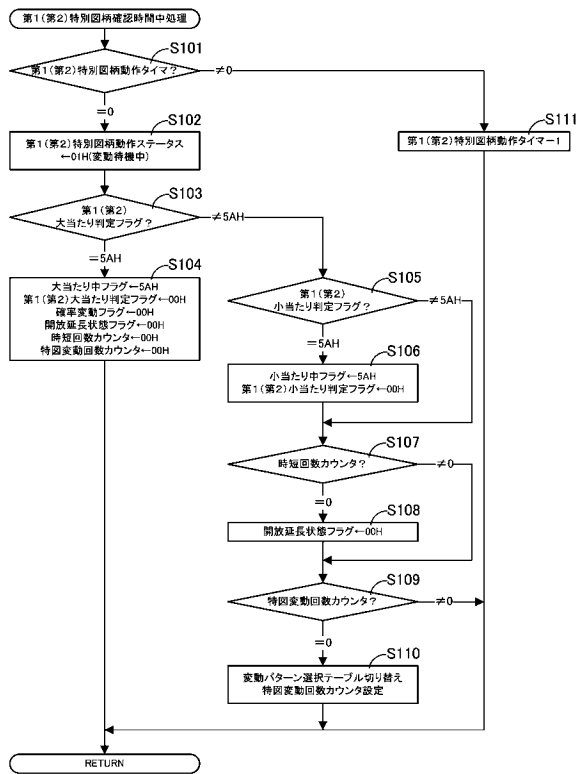 第1(第2)特別図柄確認時間中処理
S101
第1(第2)特別図柄動作タイマ?
≠0
=0
S102
第1(第2)特別図柄動作ステータス
←01H(変動待機中)
S111
第1(第2)特別図柄動作タイマー1
S103
第1(第2)
大当たり判定フラグ?
≠5AH
=5AH
S104
大当たり中フラグ←5AH
第1(第2)大当たり判定フラグ←00H
確率変動フラグ←00H
開放延長状態フラグ←00H
時短回数カウンタ←00H
特図変動回数カウンタ←00H
S105
第1(第2)
小当たり判定フラグ?
≠5AH
=5AH
S106
小当たり中フラグ←5AH
第1(第2)小当たり判定フラグ←00H
S107
時短回数カウンタ?
≠0
=0
S108
開放延長状態フラグ←00H
S109
特図変動回数カウンタ?
≠0
=0
S110
変動パターン選択テーブル切り替え
特図変動回数カウンタ設定
RETURN